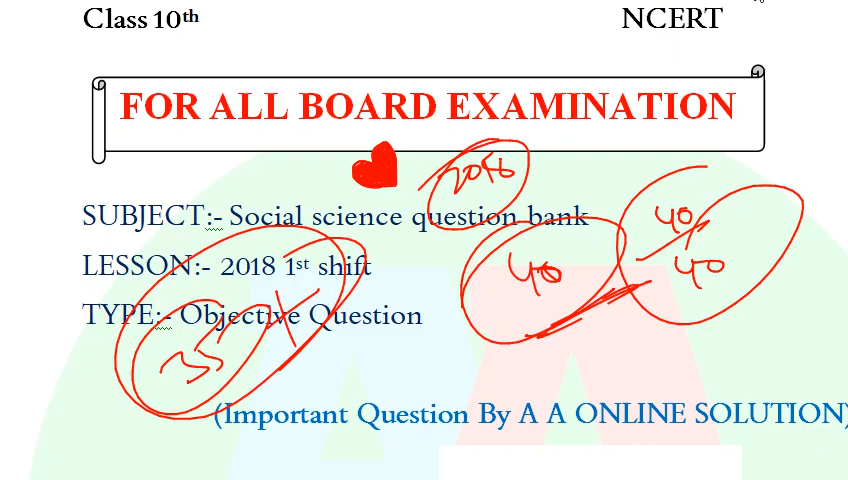 Class 10th NCERT
FOR ALL BOARD EXAMINATION
2018
SUBJECT:- Social science question bank
40
40
LESSON:- 2018 1st shift
40
TYPE:- Objective Question
35
(Important Question By A A ONLINE SOLUTION)